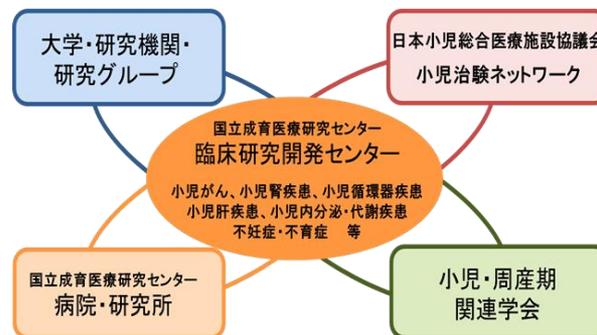 大学・研究機関・
研究グループ
日本小児総合医療施設協議会
小児治験ネットワーク
国立成育医療研究センター
臨床研究開発センター
小児がん、小児腎疾患、小児循環器疾患
小児肝疾患、小児内分泌・代謝疾患
不妊症・不育症　等
国立成育医療研究センター
病院・研究所
小児・周産期
関連学会